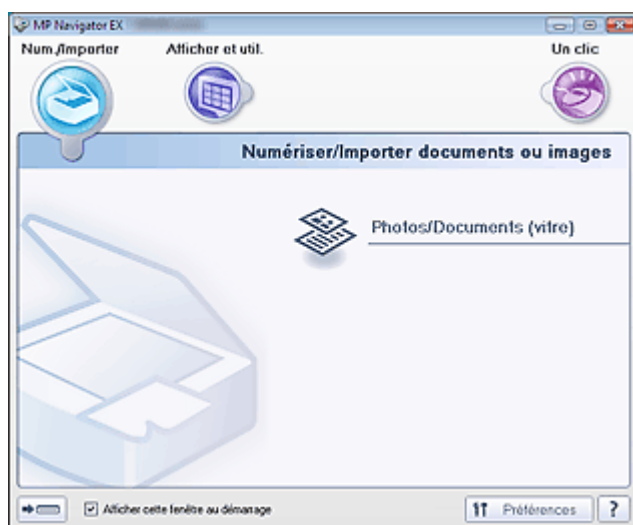 MP Navigator EX
Num./Importer
Afficher et util.
Un clic
Numériser/Importer documents ou images
Photos/Documents (vitre)
Afficher cette fenêtre au démarrage
Préférences
?